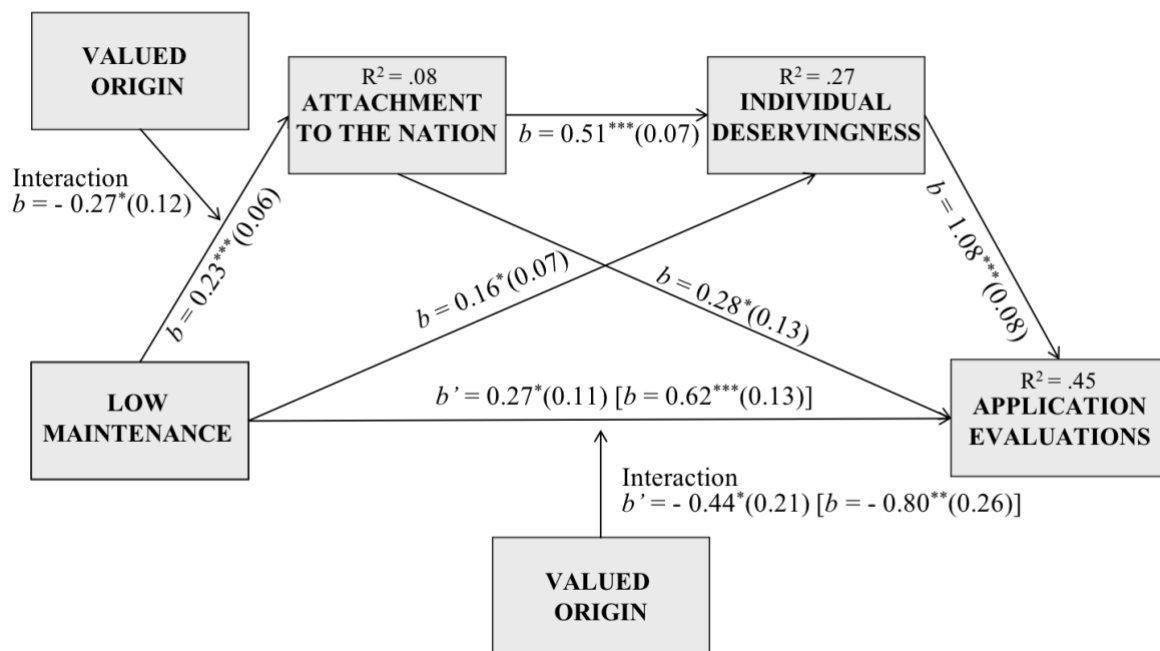 VALUED
ORIGIN
R² = .08
ATTACHMENT
TO THE NATION
R² = .27
INDIVIDUAL
DESERVINGNESS
b = 0.51***(0.07)
Interaction
b = - 0.27*(0.12)
b = 0.23***(0.06)
b = 0.16*(0.07)
b = 0.28*(0.13)
b = 1.08***(0.08)
LOW
MAINTENANCE
b’ = 0.27*(0.11) [b = 0.62***(0.13)]
R² = .45
APPLICATION
EVALUATIONS
Interaction
b’ = - 0.44*(0.21) [b = - 0.80**(0.26)]
VALUED
ORIGIN